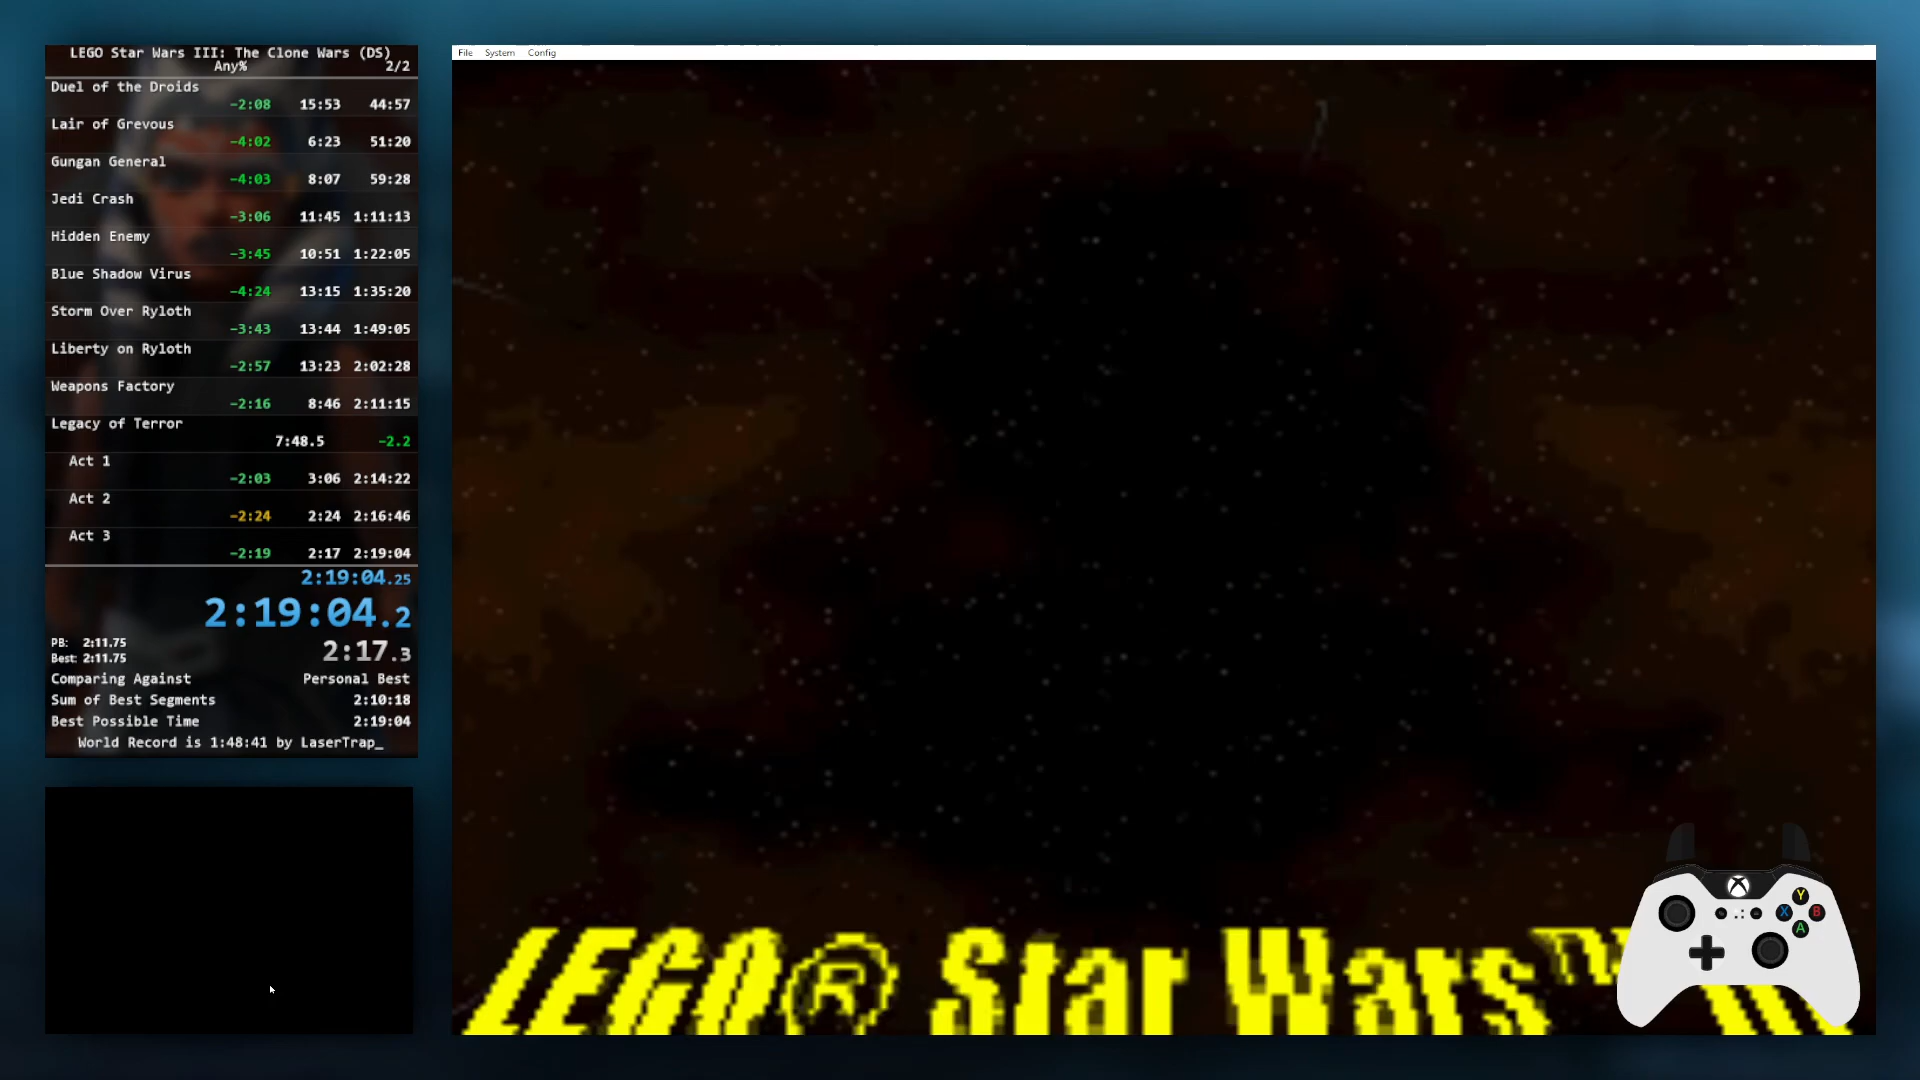 LEGO Star Wars III: The Clone Wars (DS)
Any% 2/2
Duel of the Droids
-2:08 15:53 44:57
Lair of Grevous
-4:02 6:23 51:20
Gungan General
-4:03 8:07 59:28
Jedi Crash
-3:06 11:45 1:11:13
Hidden Enemy
-3:45 10:51 1:22:05
Blue Shadow Virus
-4:24 13:15 1:35:20
Storm Over Ryloth
-3:43 13:44 1:49:05
Liberty on Ryloth
-2:57 13:23 2:02:28
Weapons Factory
-2:16 8:46 2:11:15
Legacy of Terror
7:48.5 -2.2
Act 1
-2:03 3:06 2:14:22
Act 2
-2:24 2:24 2:16:46
Act 3
-2:19 2:17 2:19:04
2:19:04.25
2:19:04.2
PB: 2:11.75
Best: 2:11.75
2:17.3
Comparing Against Personal Best
Sum of Best Segments 2:10:18
Best Possible Time 2:19:04
World Record is 1:48:41 by LaserTrap_
File System Config
LEGO® Star Wars™
Y
X B
A